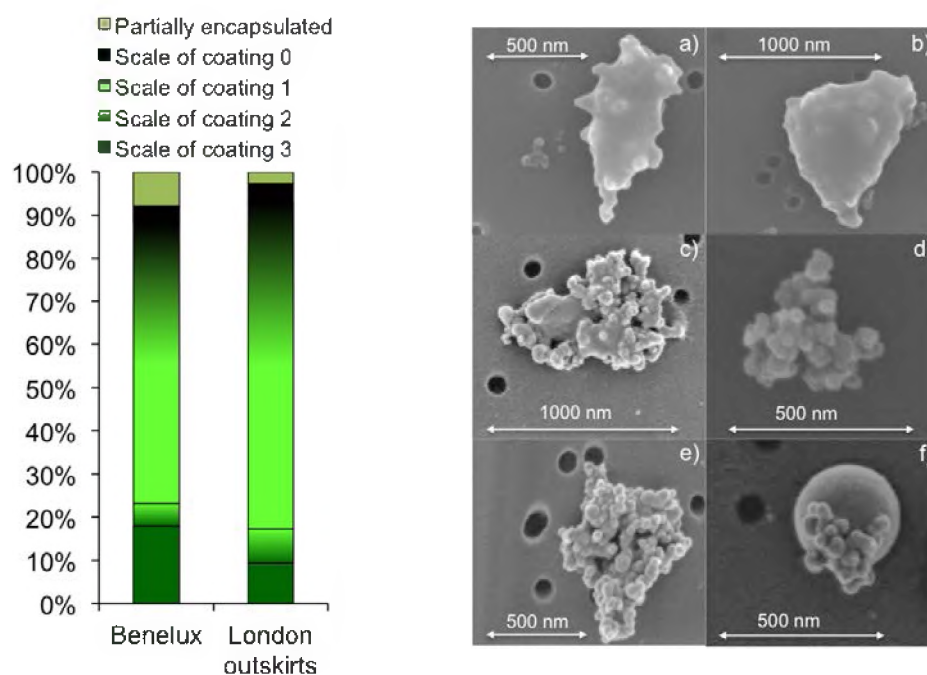 Partially encapsulated
Scale of coating 0
Scale of coating 1
Scale of coating 2
Scale of coating 3
100%
90%
80%
70%
60%
50%
40%
30%
20%
10%
0%
Benelux
London
outskirts
500 nm
a)
1000 nm
b)
c)
1000 nm
d)
500 nm
e)
500 nm
f)
500 nm